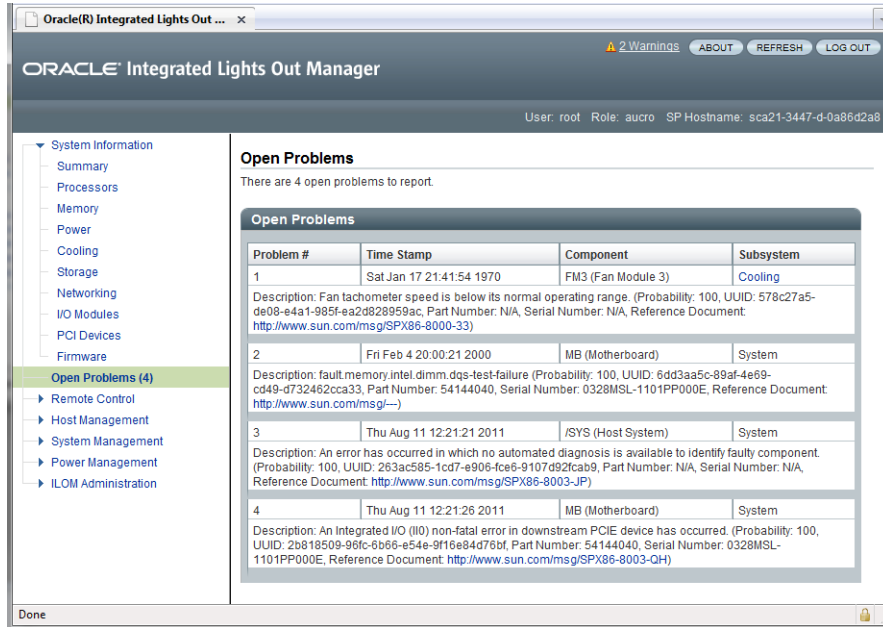 Oracle(R) Integrated Lights Out ... ×
2 Warnings ABOUT REFRESH LOG OUT
ORACLE® Integrated Lights Out Manager
User: root Role: aucro SP Hostname: sca21-3447-d-0a86d2a8
System Information
Summary
Processors
Memory
Power
Cooling
Storage
Networking
I/O Modules
PCI Devices
Firmware
Open Problems (4)
Remote Control
Host Management
System Management
Power Management
ILOM Administration
Open Problems
There are 4 open problems to report.
Open Problems
Problem # Time Stamp Component Subsystem
1 Sat Jan 17 21:41:54 1970 FM3 (Fan Module 3) Cooling
Description: Fan tachometer speed is below its normal operating range. (Probability: 100, UUID: 578c27a5-
de08-e4a1-985f-ea2d828959ac, Part Number: N/A, Serial Number: N/A, Reference Document:
http://www.sun.com/msg/SPX86-8000-33)
2 Fri Feb 4 20:00:21 2000 MB (Motherboard) System
Description: fault.memory.intel.dimm.dqs-test-failure (Probability: 100, UUID: 6dd3aa5c-89af-4e69-
cd49-d732462cca33, Part Number: 54144040, Serial Number: 0328MSL-1101PP000E, Reference Document:
http://www.sun.com/msg/---)
3 Thu Aug 11 12:21:21 2011 /SYS (Host System) System
Description: An error has occurred in which no automated diagnosis is available to identify faulty component.
(Probability: 100, UUID: 263ac585-1cd7-e906-fce6-9107d92fcab9, Part Number: N/A, Serial Number: N/A,
Reference Document: http://www.sun.com/msg/SPX86-8003-JP)
4 Thu Aug 11 12:21:26 2011 MB (Motherboard) System
Description: An Integrated I/O (II0) non-fatal error in downstream PCIE device has occurred. (Probability: 100,
UUID: 2b818509-96fc-6b66-e54e-9f16e84d76bf, Part Number: 54144040, Serial Number: 0328MSL-
1101PP000E, Reference Document: http://www.sun.com/msg/SPX86-8003-QH)
Done